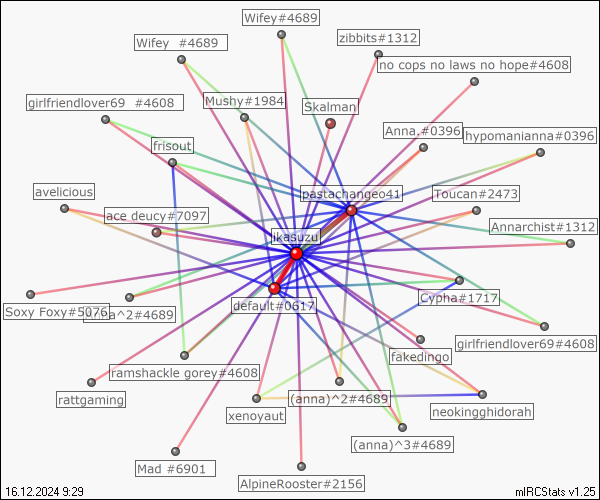 Wifey#4689
zibbits#1312
Wifey  #4689
no cops no laws no hope#4608
girlfriendlover69  #4608
Mushy#1984
Skalman
Anna.#0396
hypomanianna#0396
frisout
avelicious
pastachangeo41
Toucan#2473
ace deucy#7097
Annarchist#1312
ikasuzu
Soxy Foxy#5076
^2#4689
default#0617
Cypha#1717
girlfriendlover69#4608
fakedingo
ramshackle gorey#4608
rattgaming
(anna)^2#4689
xenoyaut
neokingghidorah
(anna)^3#4689
Mad #6901
AlpineRooster#2156
16.12.2024 9:29
mIRCStats v1.25